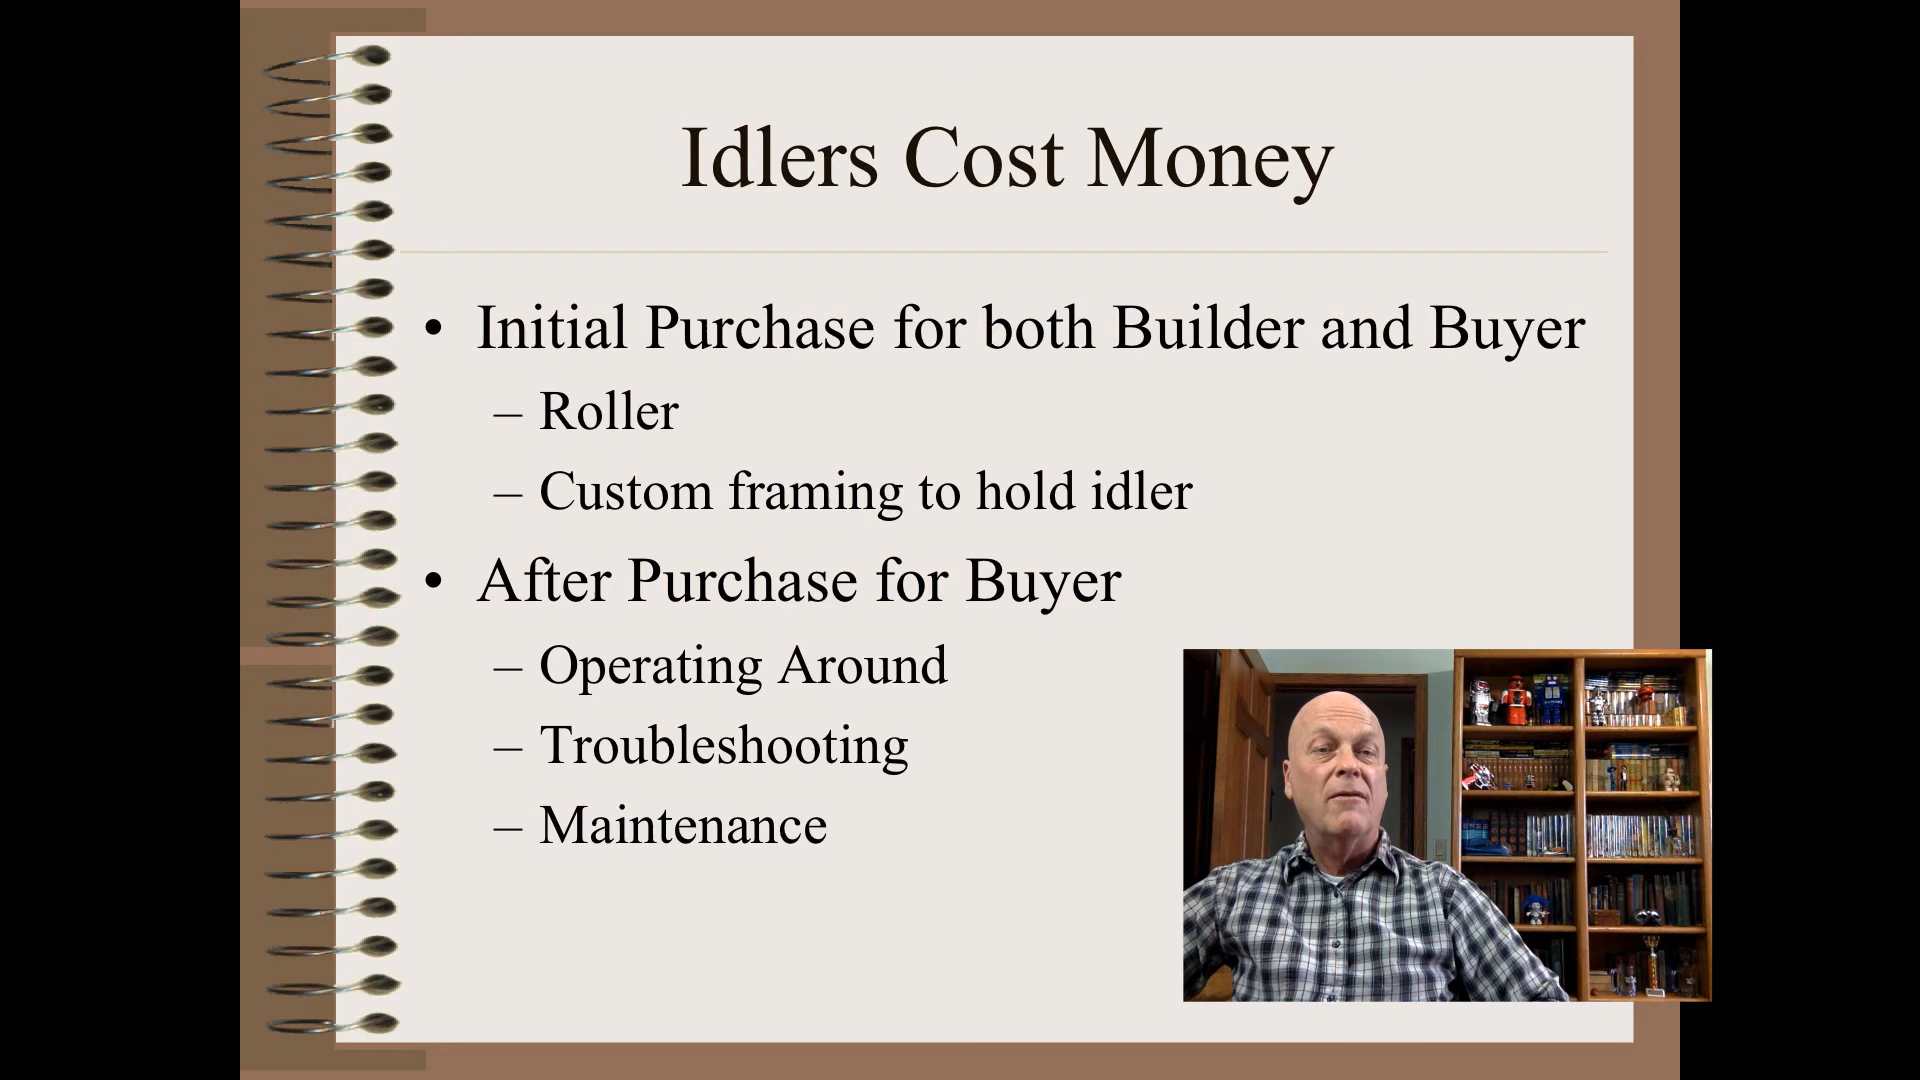 Idlers Cost Money
• Initial Purchase for both Builder and Buyer
– Roller
– Custom framing to hold idler
• After Purchase for Buyer
– Operating Around
– Troubleshooting
– Maintenance